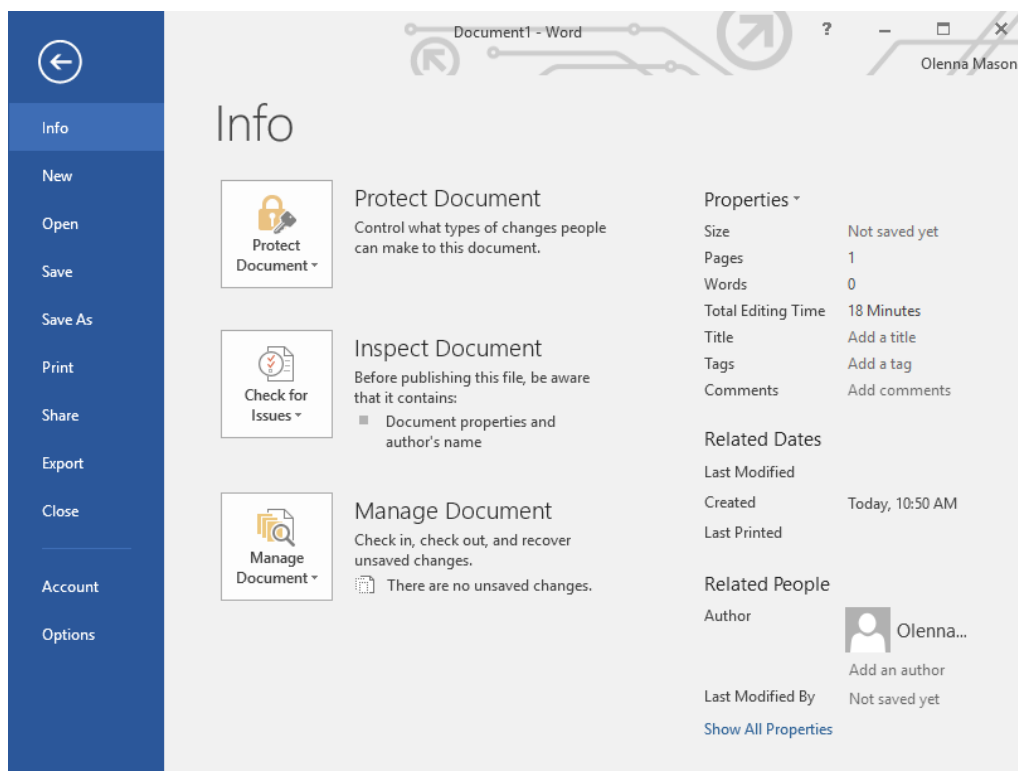 Document1 - Word
?
Olenna Mason
Info
New
Open
Save
Save As
Print
Share
Export
Close
Account
Options
Info
Protect
Document
Protect Document
Control what types of changes people
can make to this document.
Check for
Issues
Inspect Document
Before publishing this file, be aware
that it contains:
Document properties and
author's name
Manage
Document
Manage Document
Check in, check out, and recover
unsaved changes.
There are no unsaved changes.
Properties
Size Not saved yet
Pages 1
Words 0
Total Editing Time 18 Minutes
Title Add a title
Tags Add a tag
Comments Add comments
Related Dates
Last Modified
Created Today, 10:50 AM
Last Printed
Related People
Author Olenna...
Add an author
Last Modified By Not saved yet
Show All Properties